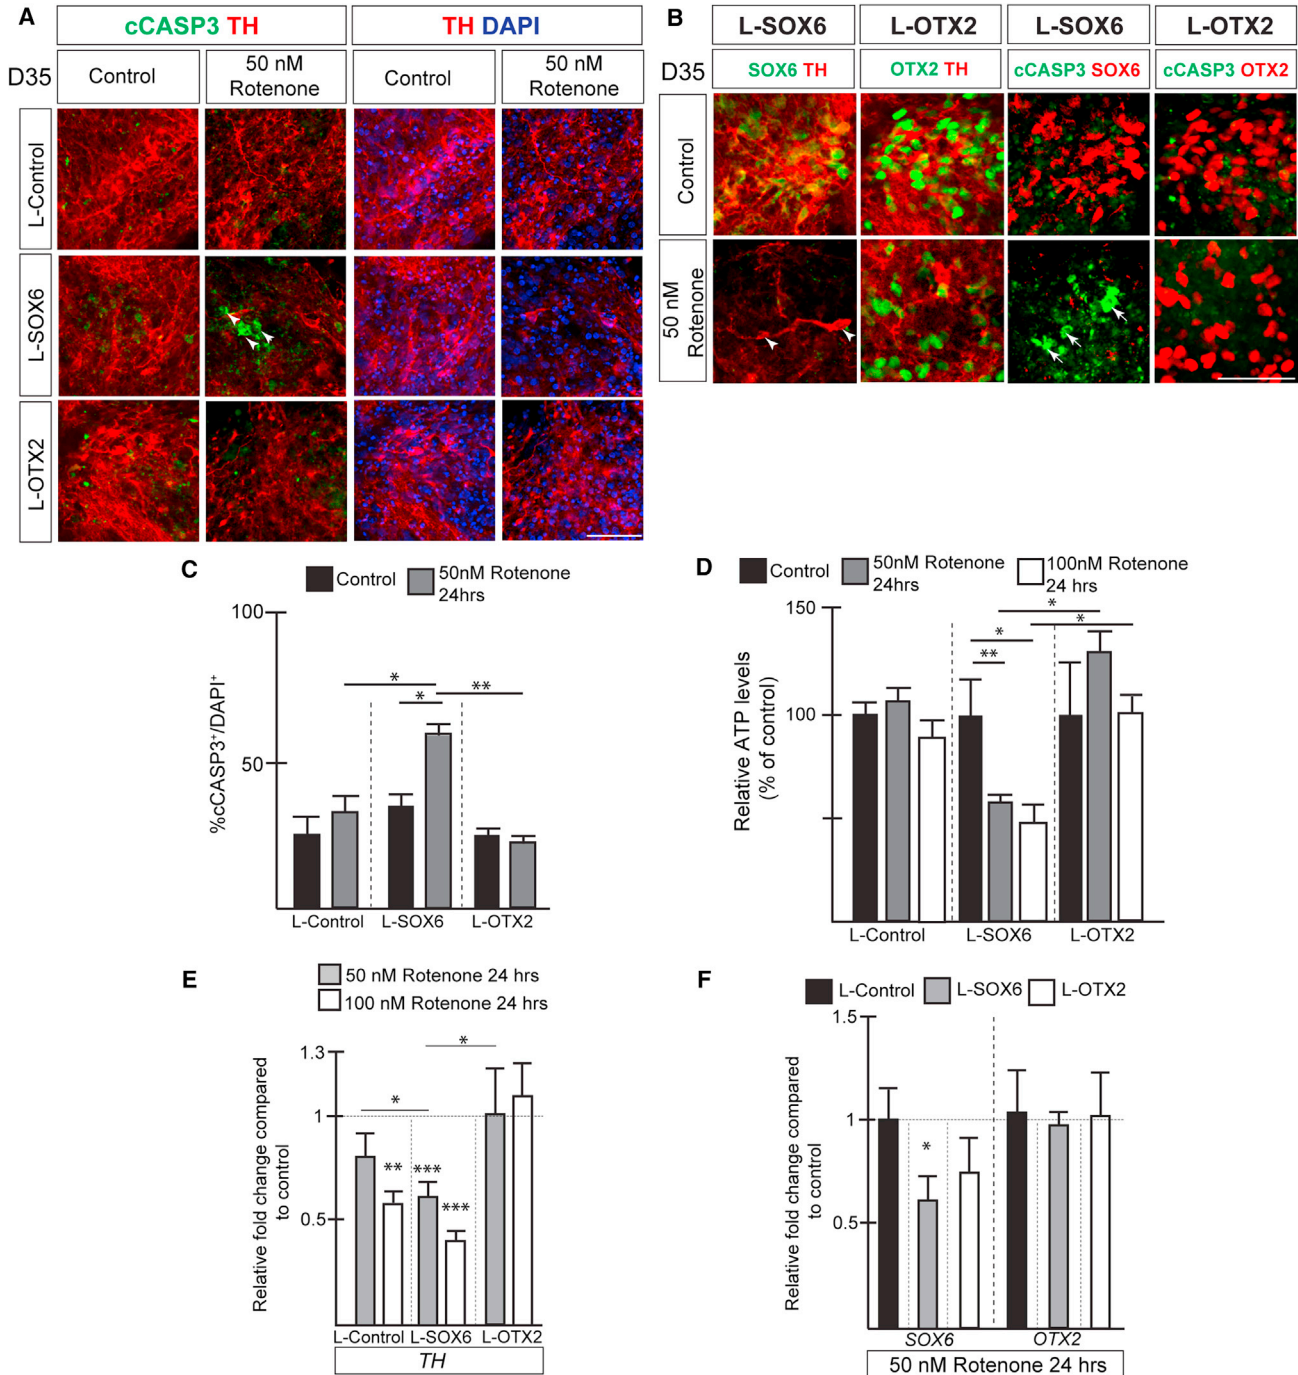 A
cCASP3 TH
TH DAPI
D35
Control
50 nM
Rotenone
Control
50 nM
Rotenone
L-Control
L-SOX6
L-OTX2
B
L-SOX6
L-OTX2
L-SOX6
L-OTX2
D35
SOX6 TH
OTX2 TH
cCASP3 SOX6
cCASP3 OTX2
Control
50 nM
Rotenone
C
Control
50nM Rotenone
24hrs
%cCASP3+/DAPI+
100
50
*
*
**
L-Control
L-SOX6
L-OTX2
D
Control
50nM Rotenone
24hrs
100nM Rotenone
24 hrs
Relative ATP levels
(% of control)
150
100
*
*
*
**
L-Control
L-SOX6
L-OTX2
E
50 nM Rotenone 24 hrs
100 nM Rotenone 24 hrs
Relative fold change compared
to control
1.3
1
0.5
*
*
**
***
***
L-Control
L-SOX6
L-OTX2
TH
F
L-Control
L-SOX6
L-OTX2
Relative fold change compared
to control
1.5
1
0.5
*
SOX6
OTX2
50 nM Rotenone 24 hrs